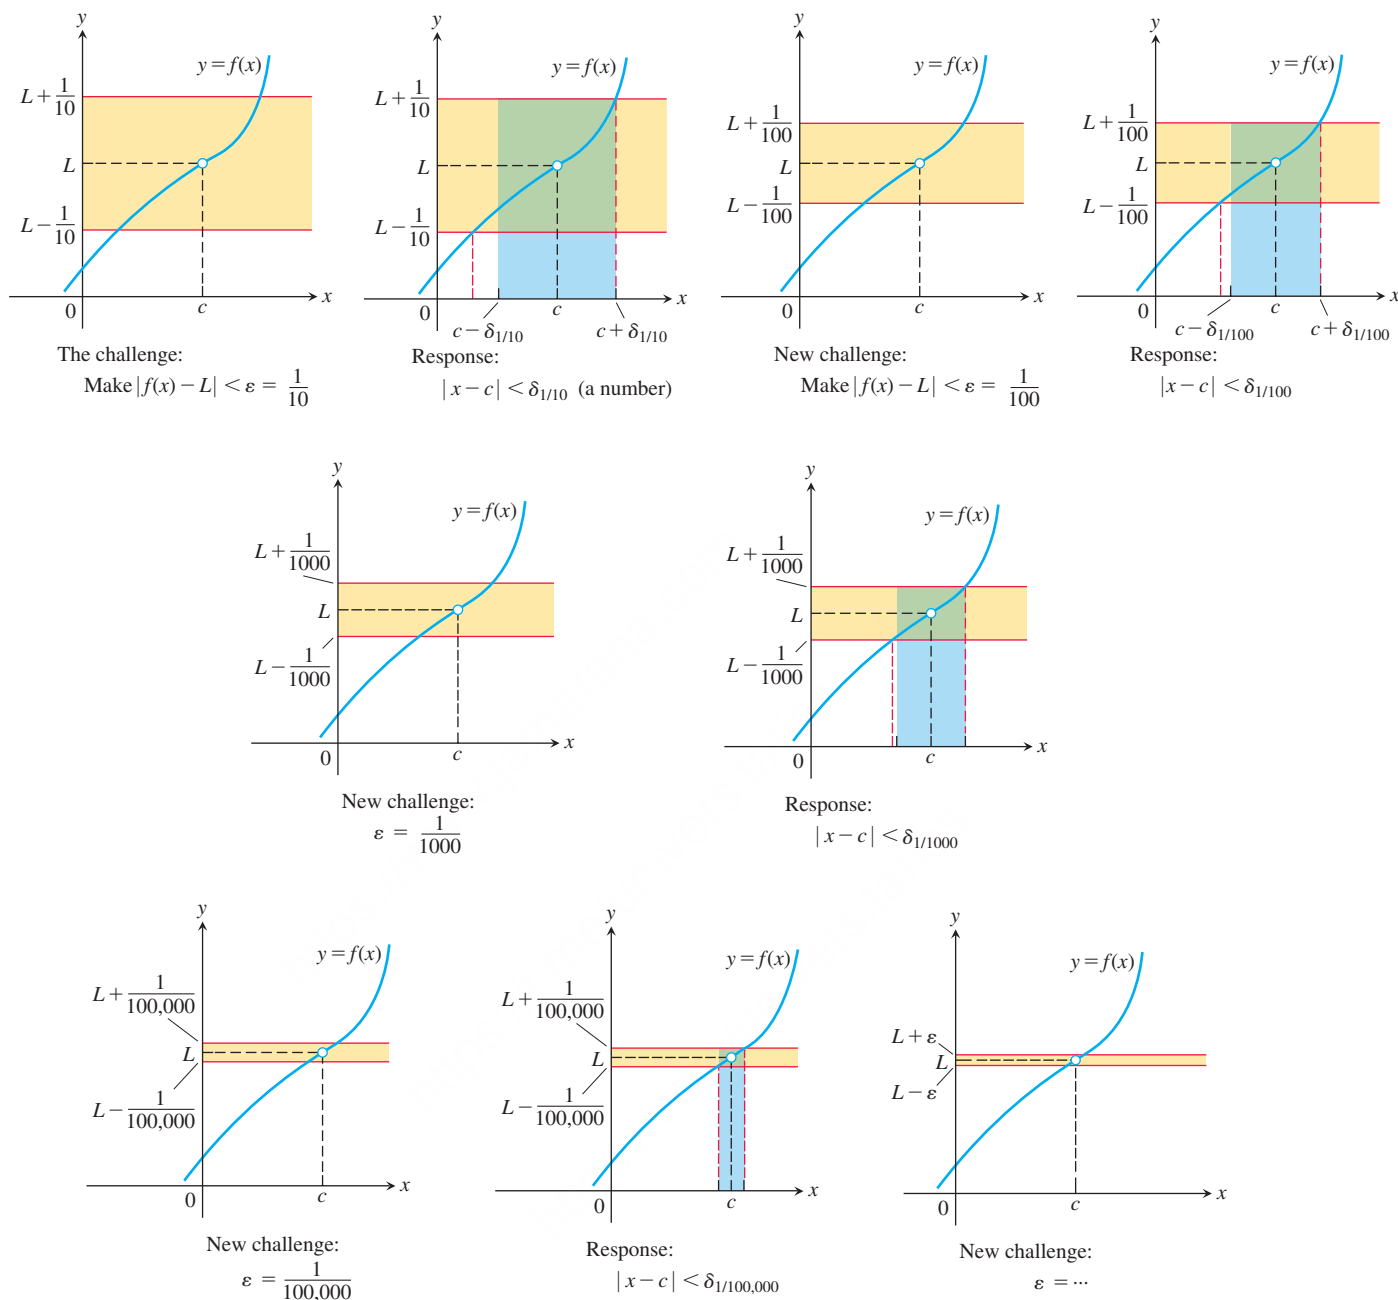 y
y = f(x)
L + 1/10
L
L − 1/10
0
c
x
The challenge:
Make |f(x) − L| < ε = 1/10
y
y = f(x)
L + 1/10
L
L − 1/10
0
c
x
c − δ1/10
c + δ1/10
Response:
|x − c| < δ1/10 (a number)
y
y = f(x)
L + 1/100
L
L − 1/100
0
c
x
New challenge:
Make |f(x) − L| < ε = 1/100
y
y = f(x)
L + 1/100
L
L − 1/100
0
c
x
c − δ1/100
c + δ1/100
Response:
|x − c| < δ1/100
y
y = f(x)
L + 1/1000
L
L − 1/1000
0
c
x
New challenge:
ε = 1/1000
y
y = f(x)
L + 1/1000
L
L − 1/1000
0
c
x
Response:
|x − c| < δ1/1000
y
y = f(x)
L + 1/100,000
L
L − 1/100,000
0
c
x
New challenge:
ε = 1/100,000
y
y = f(x)
L + 1/100,000
L
L − 1/100,000
0
c
x
Response:
|x − c| < δ1/100,000
y
y = f(x)
L + ε
L
L − ε
0
c
x
New challenge:
ε = ···